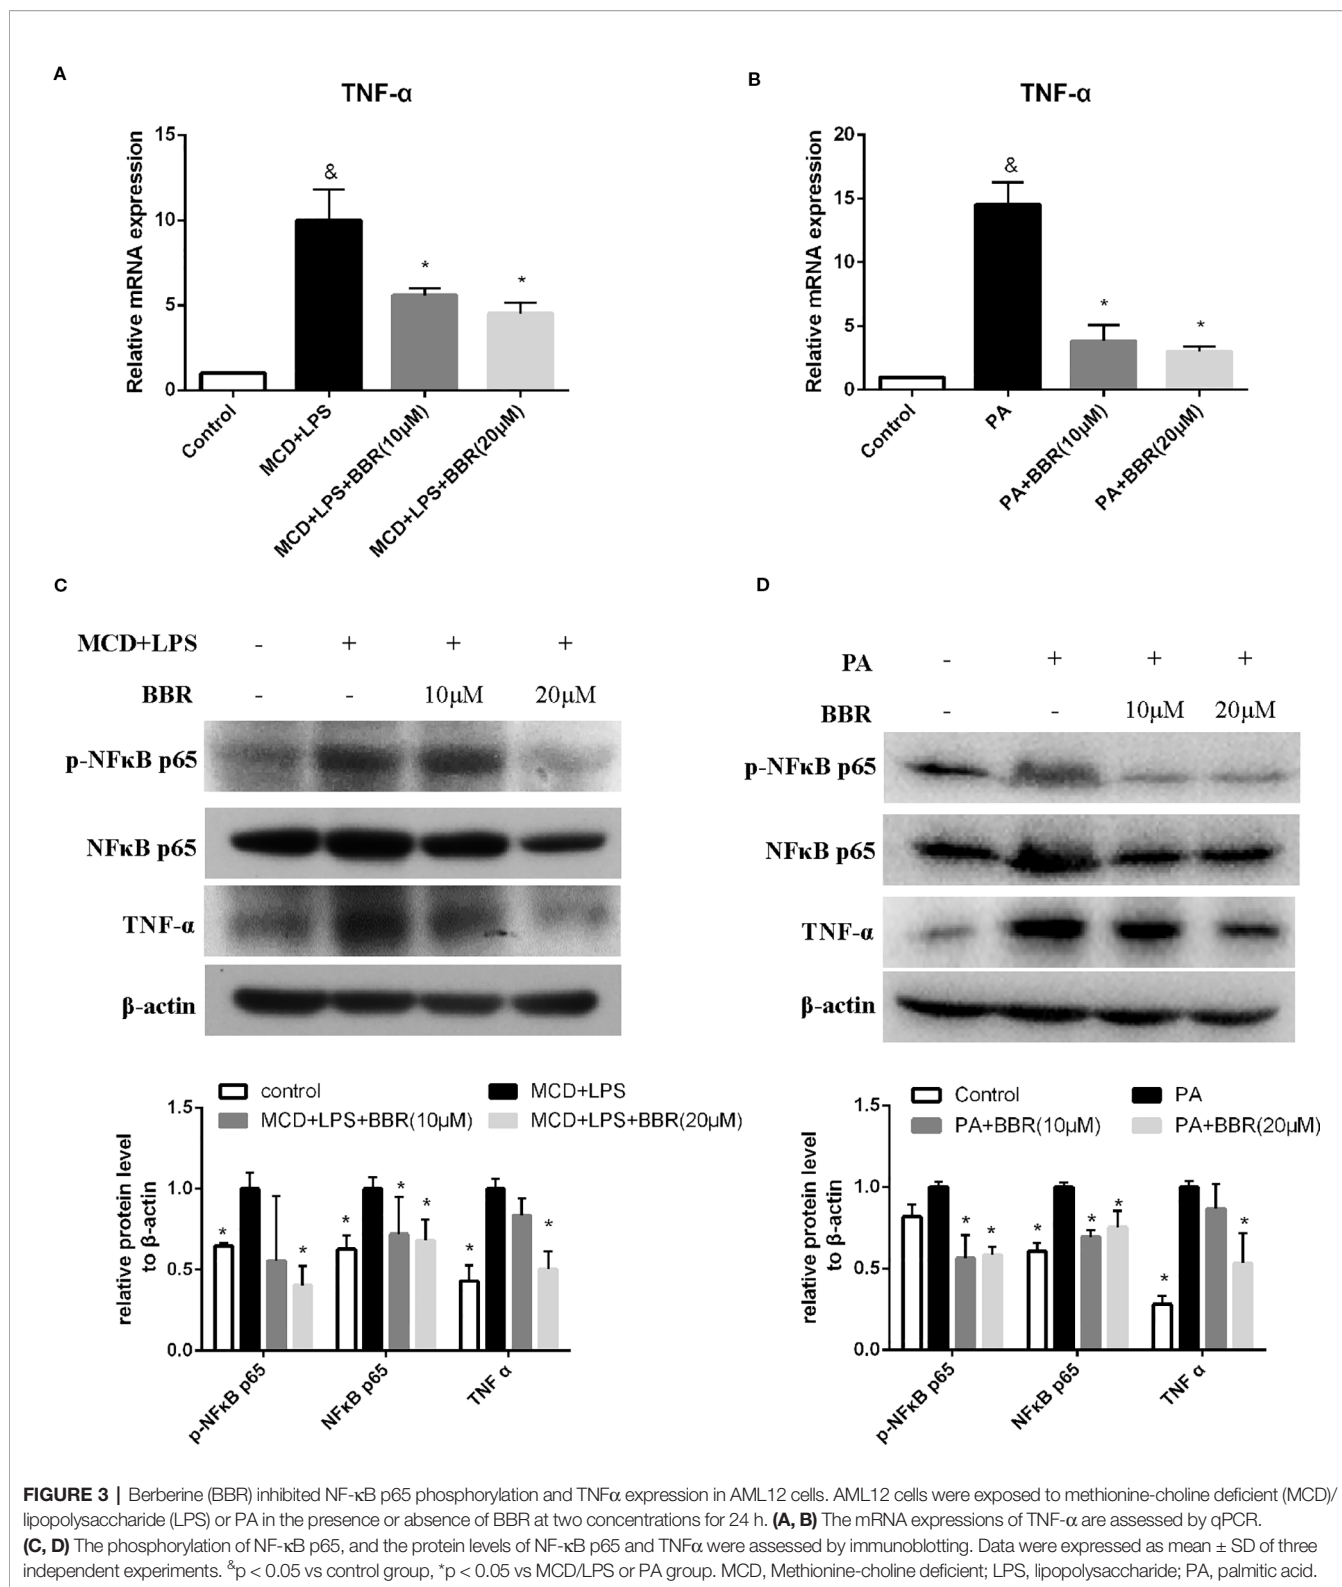 A
TNF-α
Relative mRNA expression
15
10
5
0
&
*
*
Control
MCD+LPS
MCD+LPS+BBR(10μM)
MCD+LPS+BBR(20μM)
B
TNF-α
Relative mRNA expression
20
15
10
5
0
&
*
*
Control
PA
PA+BBR(10μM)
PA+BBR(20μM)
C
MCD+LPS - + + +
BBR - - 10μM 20μM
p-NFκB p65
NFκB p65
TNF-α
β-actin
control
MCD+LPS
MCD+LPS+BBR(10μM)
MCD+LPS+BBR(20μM)
relative protein level
to β-actin
1.5
1.0
0.5
0.0
* *
* * *
* *
p-NFκB p65
NFκB p65
TNF α
D
PA - + + +
BBR - - 10μM 20μM
p-NFκB p65
NFκB p65
TNF-α
β-actin
Control
PA
PA+BBR(10μM)
PA+BBR(20μM)
relative protein level
to β-actin
1.5
1.0
0.5
0.0
* *
* * *
* *
p-NFκB p65
NFκB p65
TNF α
FIGURE 3 | Berberine (BBR) inhibited NF-κB p65 phosphorylation and TNFα expression in AML12 cells. AML12 cells were exposed to methionine-choline deficient (MCD)/
lipopolysaccharide (LPS) or PA in the presence or absence of BBR at two concentrations for 24 h. (A, B) The mRNA expressions of TNF-α are assessed by qPCR.
(C, D) The phosphorylation of NF-κB p65, and the protein levels of NF-κB p65 and TNFα were assessed by immunoblotting. Data were expressed as mean ± SD of three
independent experiments. &p < 0.05 vs control group, *p < 0.05 vs MCD/LPS or PA group. MCD, Methionine-choline deficient; LPS, lipopolysaccharide; PA, palmitic acid.